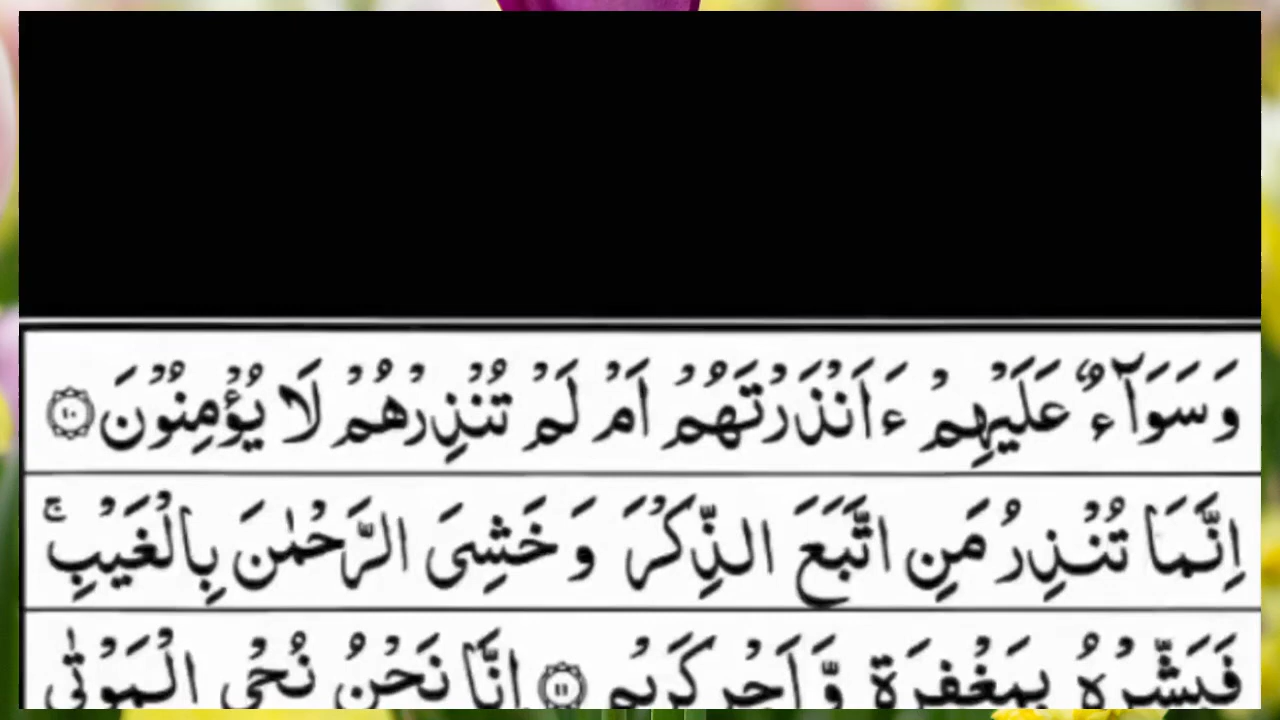 وَسَوَآءٌ عَلَيْهِمْ ءَاَنْذَرْتَهُمْ اَمْ لَمْ تُنْذِرْهُمْ لَا يُؤْمِنُوْنَ ۝١٠
اِنَّمَا تُنْذِرُ مَنِ اتَّبَعَ الذِّكْرَ وَخَشِىَ الرَّحْمٰنَ بِالْغَيْبِ ۚ
فَبَشِّرْهُ بِمَغْفِرَةٍ وَّاَجْرٍ كَرِيْمٍ ۝١١ اِنَّا نَحْنُ نُحْىِ الْمَوْتٰى